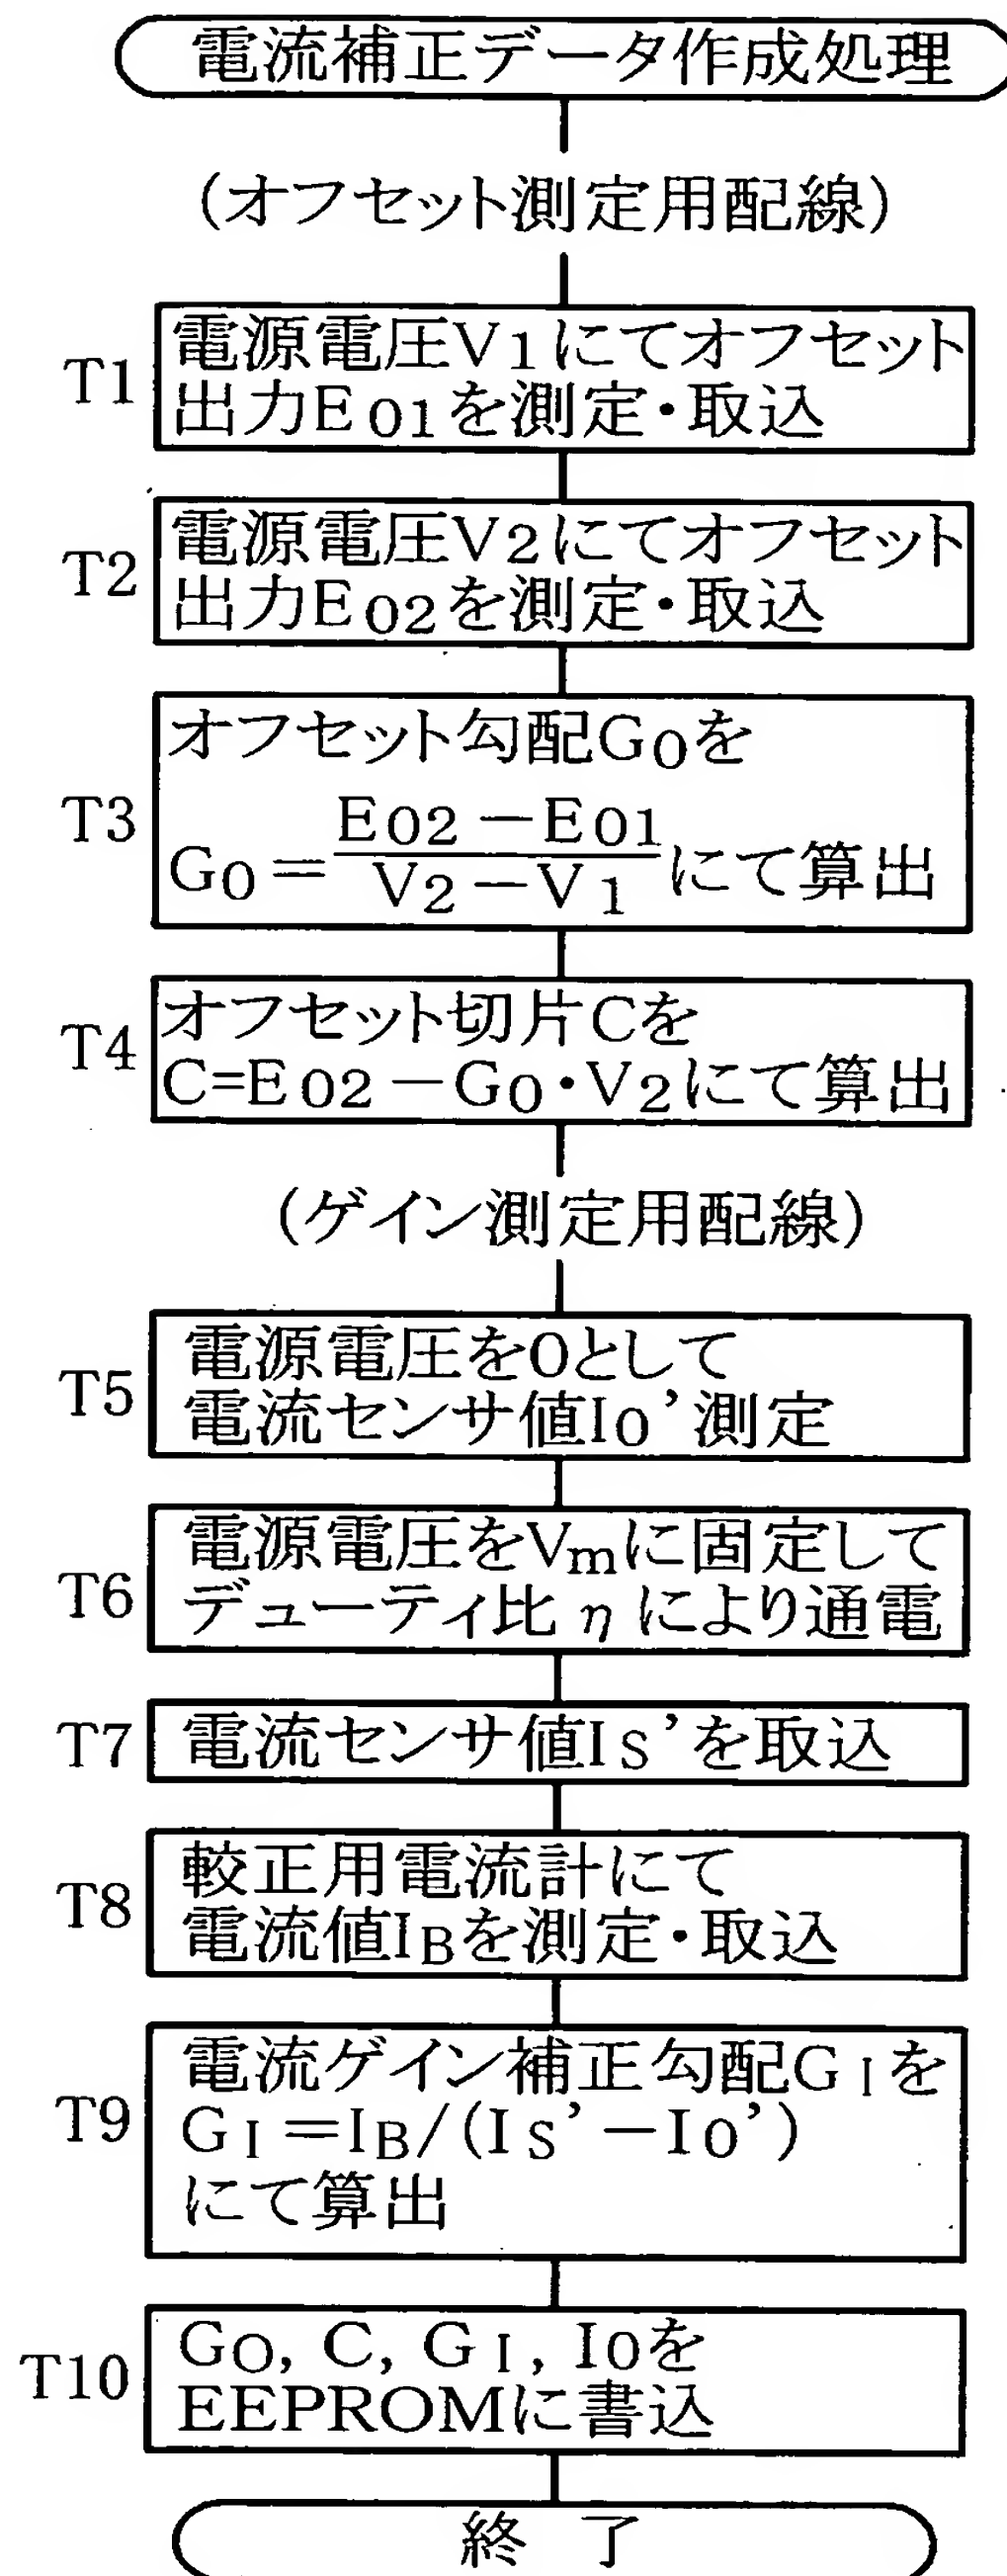 電流補正データ作成処理
(オフセット測定用配線)
T1
電源電圧V1にてオフセット
出力E01を測定・取込
T2
電源電圧V2にてオフセット
出力E02を測定・取込
T3
オフセット勾配G0を
G0=(E02−E01)/(V2−V1)にて算出
T4
オフセット切片Cを
C=E02−G0・V2にて算出
(ゲイン測定用配線)
T5
電源電圧を0として
電流センサ値I0’測定
T6
電源電圧をVmに固定して
デューティ比ηにより通電
T7
電流センサ値IS’を取込
T8
較正用電流計にて
電流値IBを測定・取込
T9
電流ゲイン補正勾配GIを
GI=IB/(IS’−I0’)
にて算出
T10
GO, C, GI, I0を
EEPROMに書込
終 了